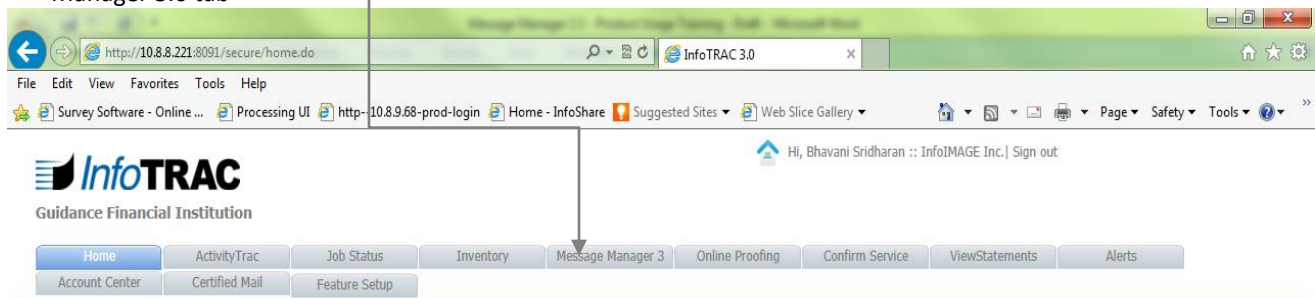 Manager 3.0 tab
http://10.8.8.221:8091/secure/home.do
InfoTRAC 3.0
File Edit View Favorites Tools Help
Survey Software - Online ... Processing UI http--10.8.9.68-prod-login Home - InfoShare Suggested Sites Web Slice Gallery Page Safety Tools
Hi, Bhavani Sridharan :: InfoIMAGE Inc.| Sign out
InfoTRAC
Guidance Financial Institution
Home ActivityTrac Job Status Inventory Message Manager 3 Online Proofing Confirm Service ViewStatements Alerts
Account Center Certified Mail Feature Setup